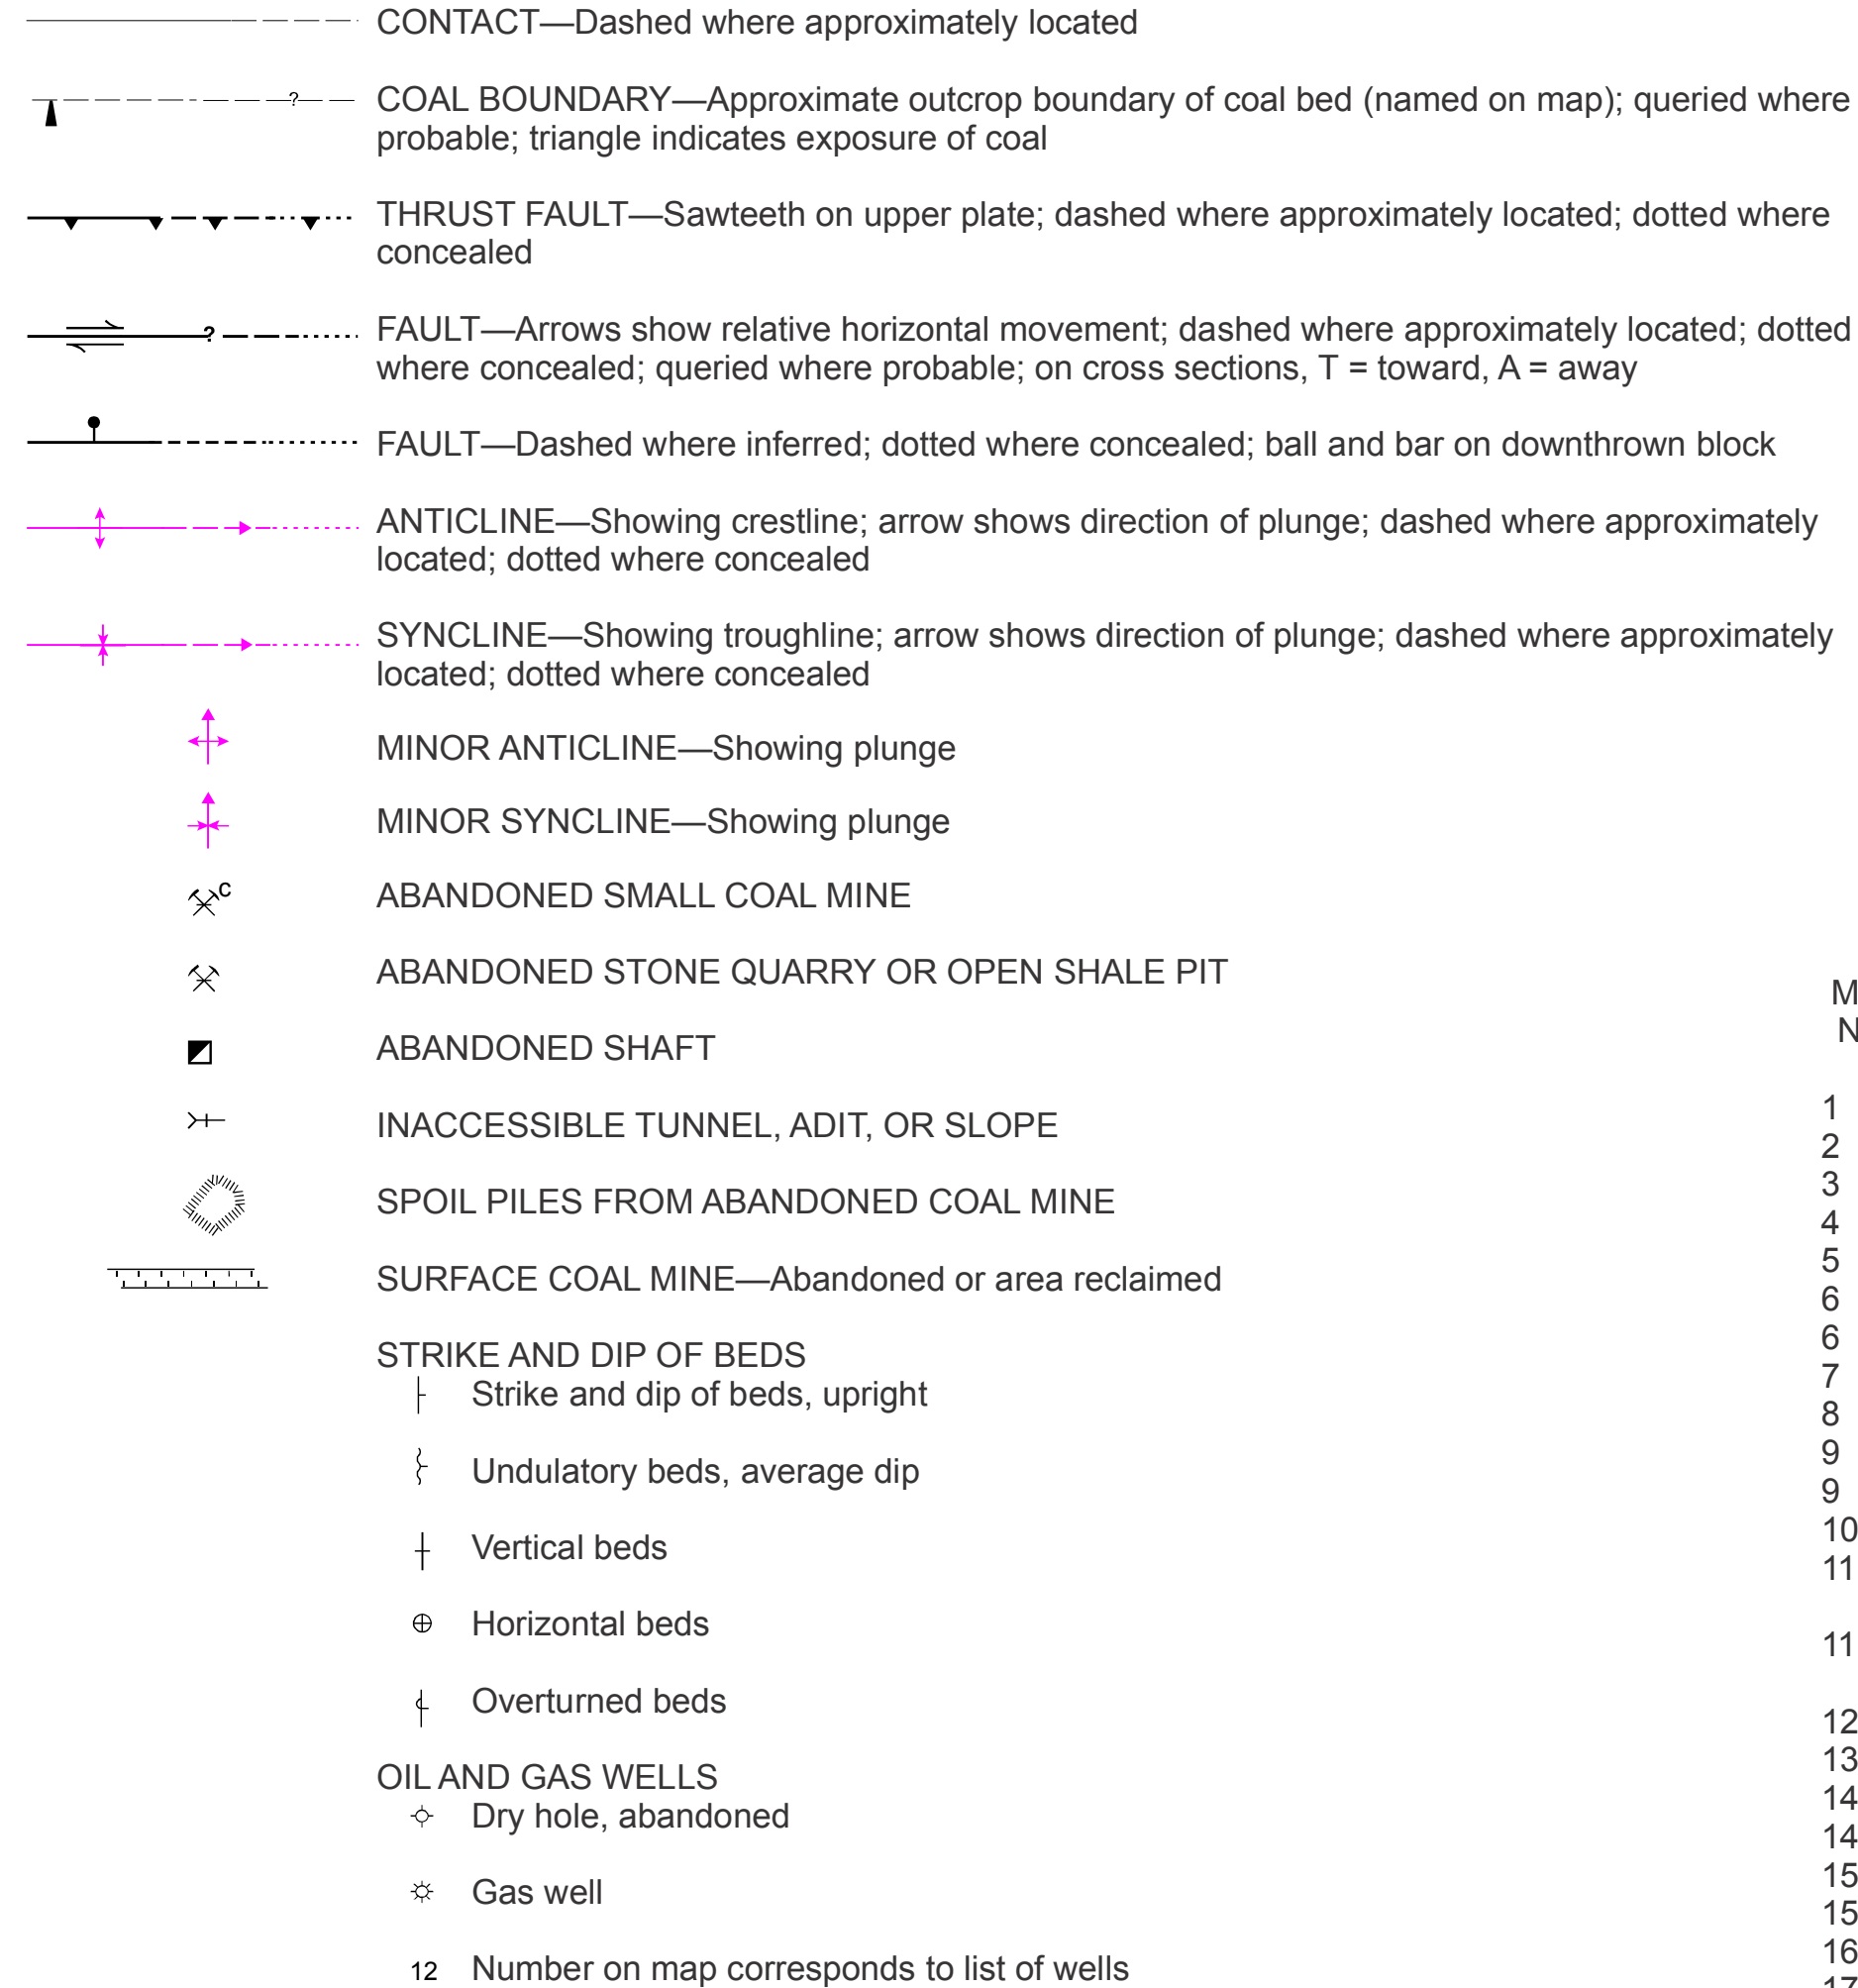 CONTACT—Dashed where approximately located
?
COAL BOUNDARY—Approximate outcrop boundary of coal bed (named on map); queried where
probable; triangle indicates exposure of coal
THRUST FAULT—Sawteeth on upper plate; dashed where approximately located; dotted where
concealed
?
FAULT—Arrows show relative horizontal movement; dashed where approximately located; dotted
where concealed; queried where probable; on cross sections, T = toward, A = away
FAULT—Dashed where inferred; dotted where concealed; ball and bar on downthrown block
ANTICLINE—Showing crestline; arrow shows direction of plunge; dashed where approximately
located; dotted where concealed
SYNCLINE—Showing troughline; arrow shows direction of plunge; dashed where approximately
located; dotted where concealed
MINOR ANTICLINE—Showing plunge
MINOR SYNCLINE—Showing plunge
C
ABANDONED SMALL COAL MINE
ABANDONED STONE QUARRY OR OPEN SHALE PIT
ABANDONED SHAFT
INACCESSIBLE TUNNEL, ADIT, OR SLOPE
SPOIL PILES FROM ABANDONED COAL MINE
SURFACE COAL MINE—Abandoned or area reclaimed
STRIKE AND DIP OF BEDS
Strike and dip of beds, upright
Undulatory beds, average dip
Vertical beds
Horizontal beds
Overturned beds
OIL AND GAS WELLS
Dry hole, abandoned
Gas well
12 Number on map corresponds to list of wells
M
N
1
2
3
4
5
6
6
7
8
9
9
10
11
11
12
13
14
14
15
15
16
17